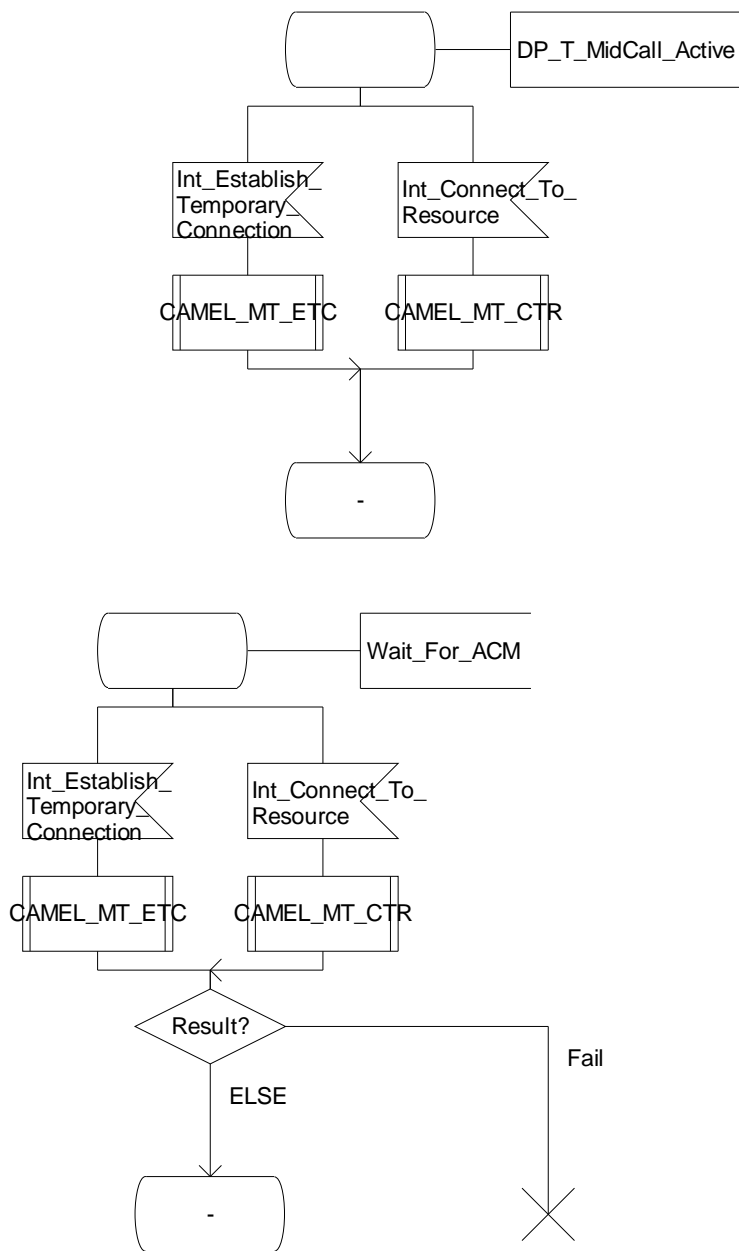 DP_T_MidCall_Active
Int_Establish_
Temporary_
Connection
Int_Connect_To_
Resource
CAMEL_MT_ETC
CAMEL_MT_CTR
-
Wait_For_ACM
Int_Establish_
Temporary_
Connection
Int_Connect_To_
Resource
CAMEL_MT_ETC
CAMEL_MT_CTR
Result?
Fail
ELSE
-